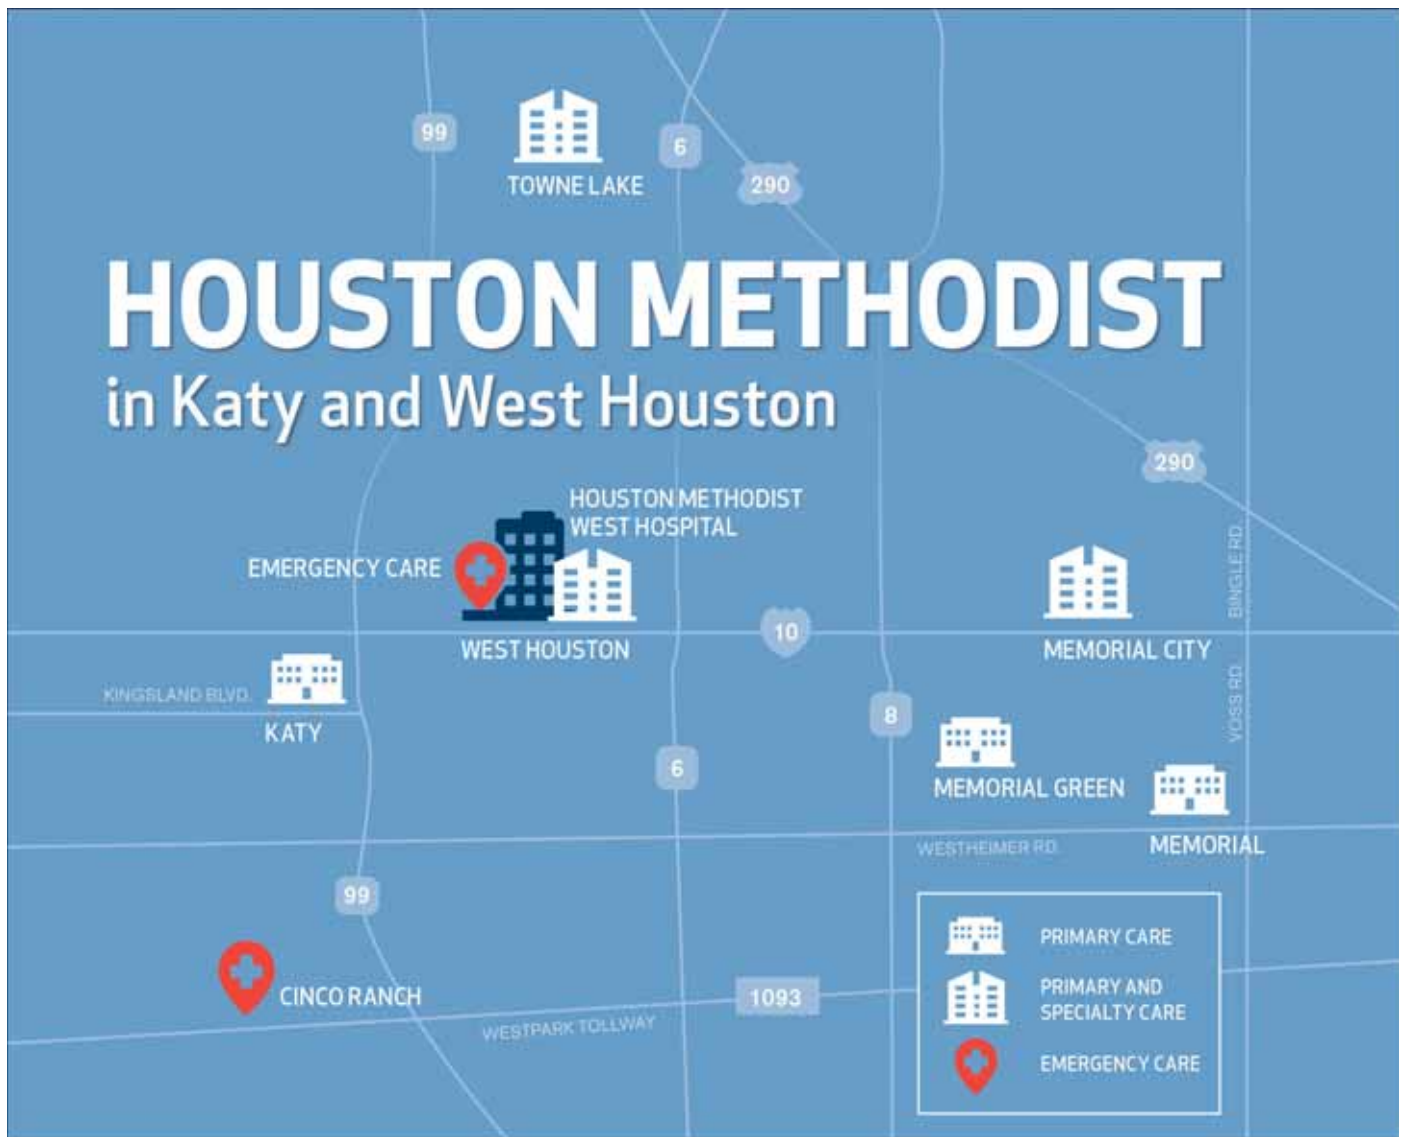 99
6
290
TOWNE LAKE
HOUSTON METHODIST
in Katy and West Houston
290
HOUSTON METHODIST
WEST HOSPITAL
EMERGENCY CARE
BINGLE RD.
10
WEST HOUSTON
MEMORIAL CITY
KINGSLAND BLVD.
KATY
VOSS RD.
8
6
MEMORIAL GREEN
WESTHEIMER RD.
MEMORIAL
99
CINCO RANCH
1093
WESTPARK TOLLWAY
PRIMARY CARE
PRIMARY AND
SPECIALTY CARE
EMERGENCY CARE